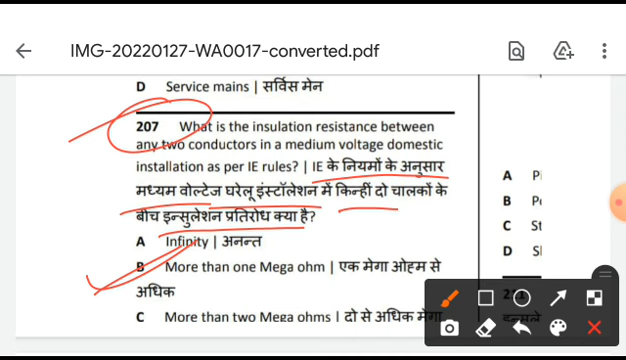 IMG-20220127-WA0017-converted.pdf
D Service mains | सर्विस मेन
207 What is the insulation resistance between
any two conductors in a medium voltage domestic
installation as per IE rules? | IE के नियमों के अनुसार
मध्यम वोल्टेज घरेलू इंस्टॉलेशन में किन्हीं दो चालकों के
बीच इन्सुलेशन प्रतिरोध क्या है?
A Infinity | अनन्त
B More than one Mega ohm | एक मेगा ओह्म से
अधिक
C More than two Mega ohms | दो से अधिक मेगा
A
B
C
D